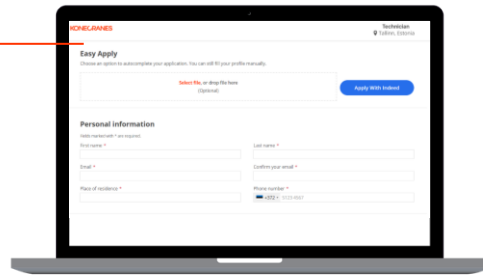 KONECRANES
Technician
Tallinn, Estonia
Easy Apply
Choose an option to autocomplete your application. You can still fill your profile manually.
Select file, or drop file here
(Optional)
Apply With Indeed
Personal information
Fields marked with * are required.
First name *
Last name *
Email *
Confirm your email *
Place of residence *
Phone number *
+372